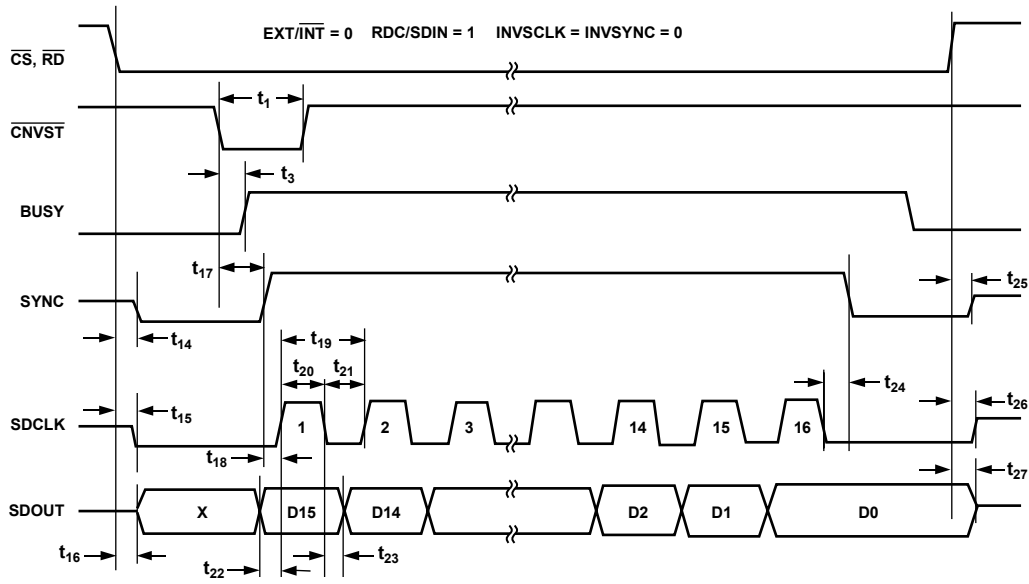 EXT/INT = 0 RDC/SDIN = 1 INVSCLK = INVSYNC = 0
CS, RD
t1
CNVST
t3
BUSY
t17
SYNC
t25
t14
t19
t20 t21
t24
t15
t26
SDCLK
1 2 3 14 15 16
t18
t27
SDOUT
X D15 D14 D2 D1 D0
t16
t22
t23